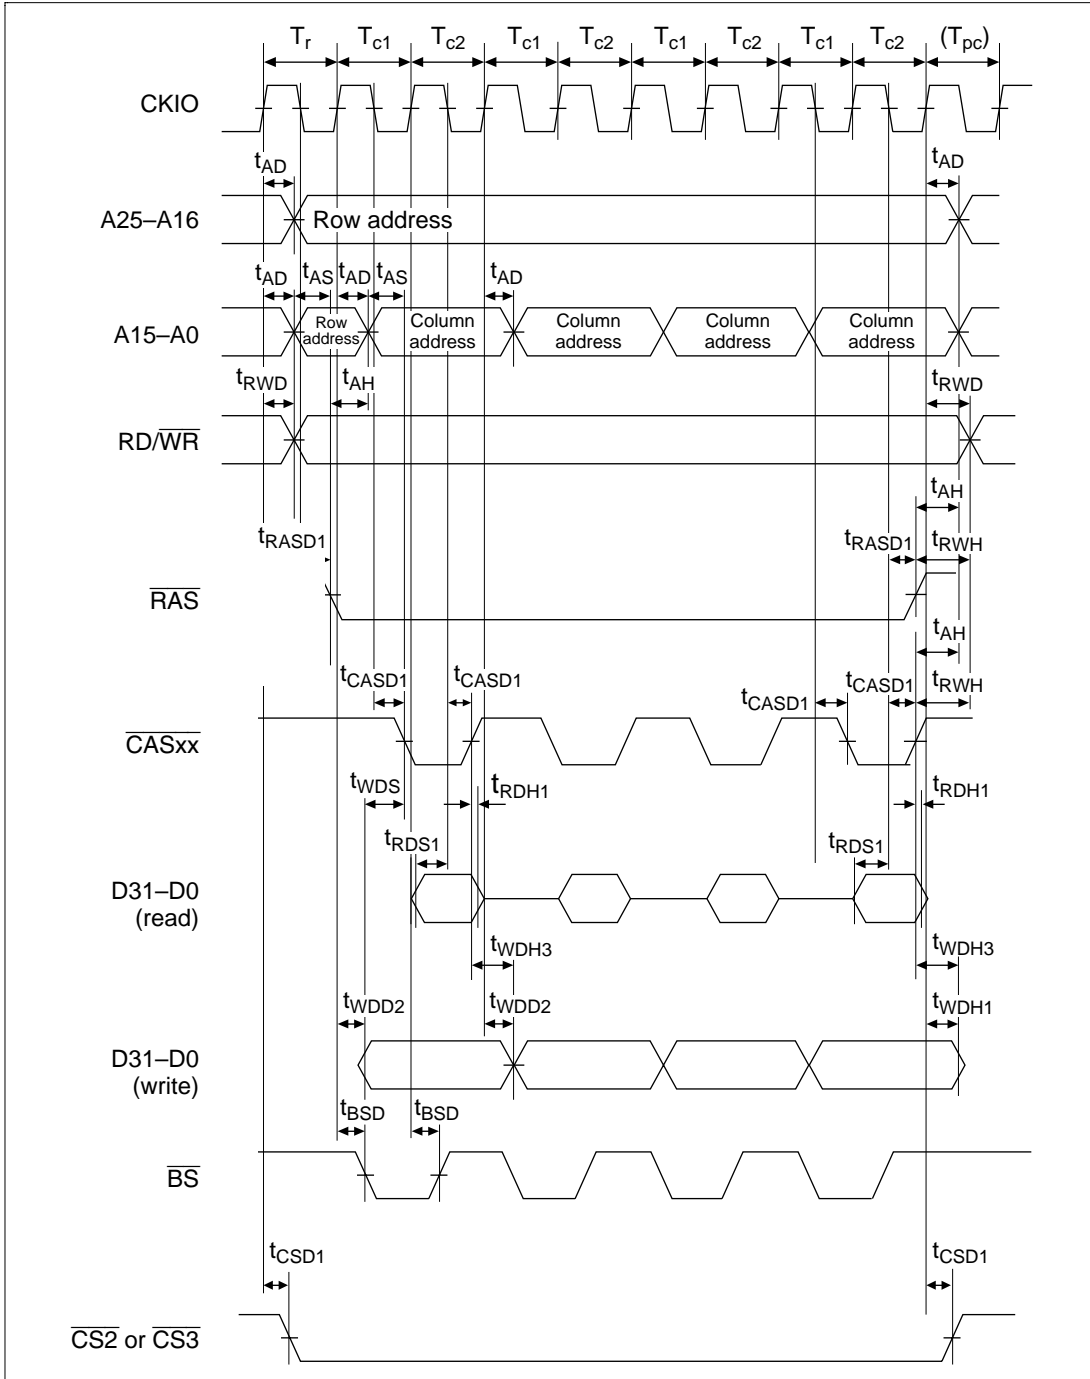 Tr Tc1 Tc2 Tc1 Tc2 Tc1 Tc2 Tc1 Tc2 (Tpc)
CKIO
tAD tAD
A25–A16 Row address
tAD tAS tAD tAS tAD
A15–A0 Row address Column address Column address Column address Column address
tRWD tAH tRWD
RD/WR
tAH
tRASD1 tRASD1 tRWH
RAS
tAH
tCASD1 tCASD1 tCASD1 tCASD1 tRWH
CASxx
tWDS tRDH1 tRDH1
tRDS1 tRDS1
D31–D0
(read)
tWDH3 tWDH3
tWDD2 tWDD2 tWDH1
D31–D0
(write)
tBSD tBSD
BS
tCSD1 tCSD1
CS2 or CS3